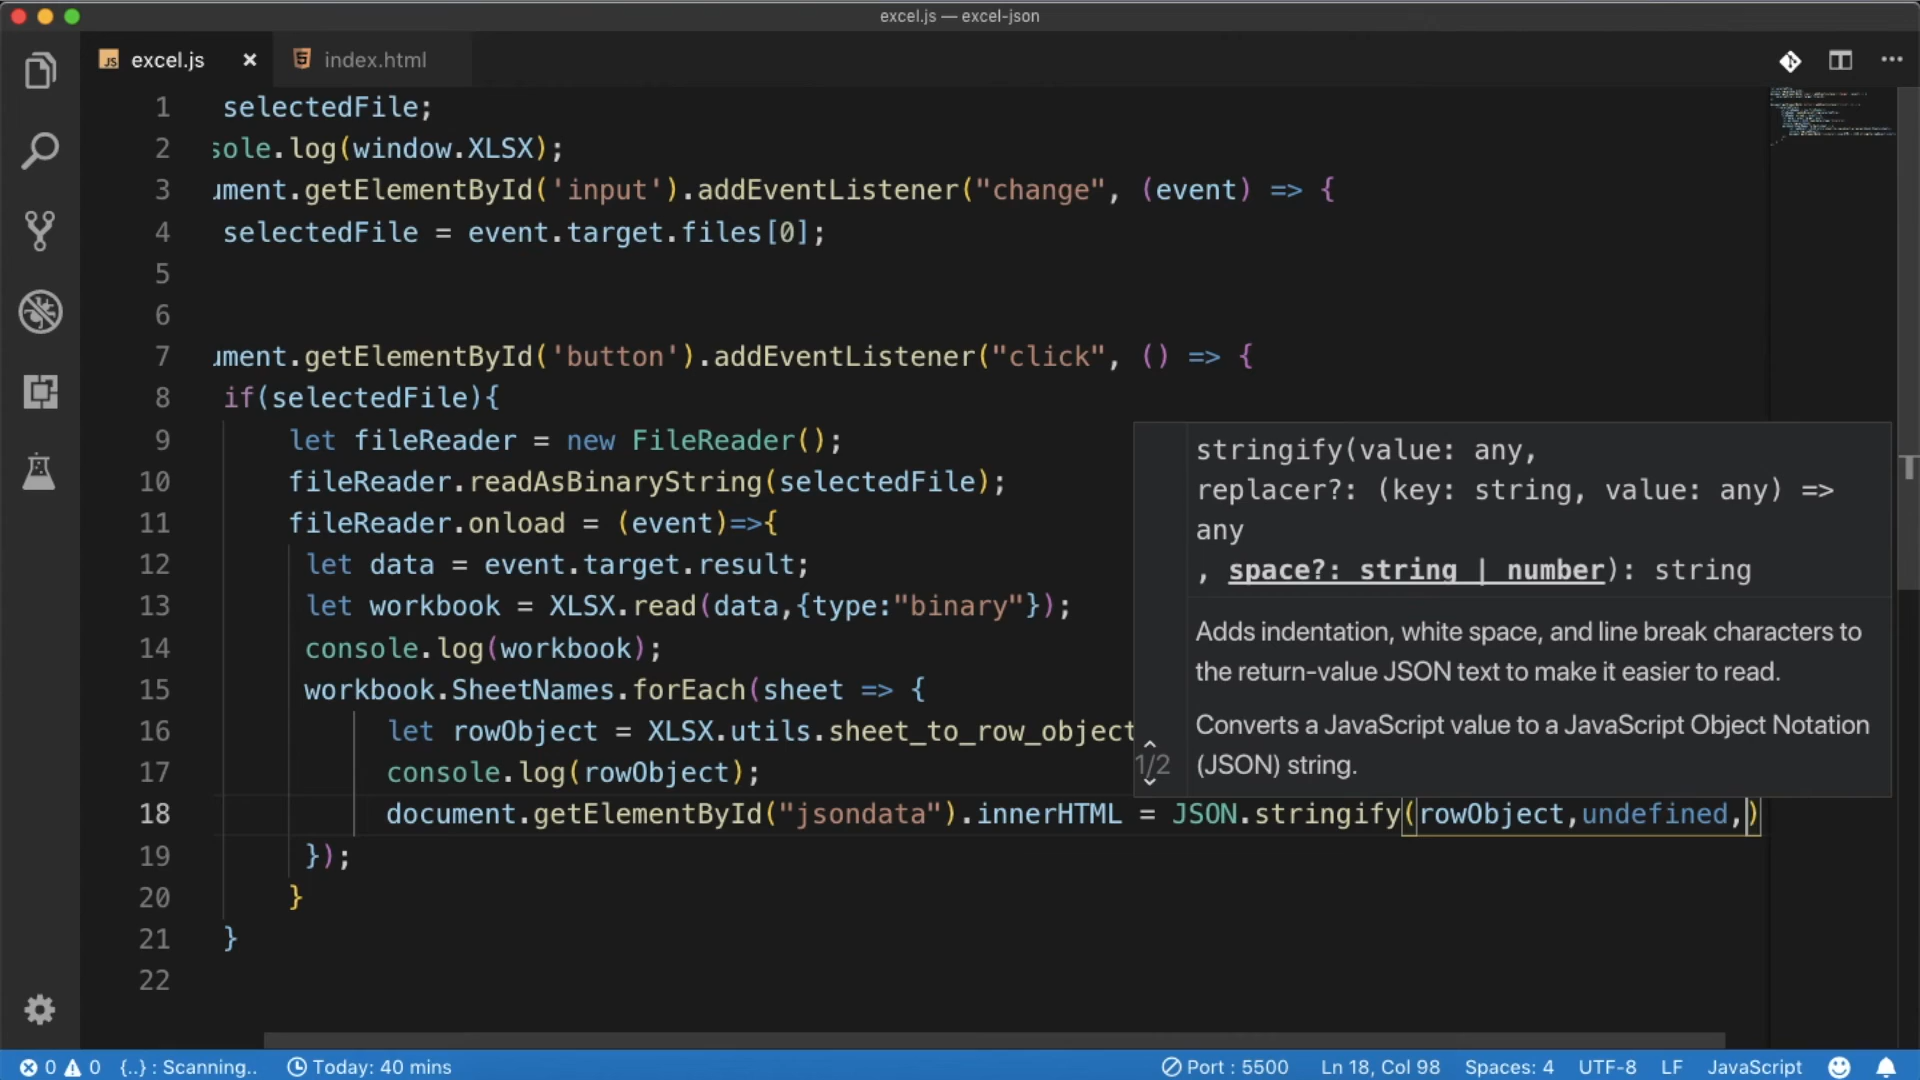 excel.js — excel-json
JS excel.js × index.html
1 selectedFile;
2 sole.log(window.XLSX);
3 ument.getElementById('input').addEventListener("change", (event) => {
4 selectedFile = event.target.files[0];
5
6
7 ument.getElementById('button').addEventListener("click", () => {
8 if(selectedFile){
9 let fileReader = new FileReader();
10 fileReader.readAsBinaryString(selectedFile);
11 fileReader.onload = (event)=>{
12 let data = event.target.result;
13 let workbook = XLSX.read(data,{type:"binary"});
14 console.log(workbook);
15 workbook.SheetNames.forEach(sheet => {
16 let rowObject = XLSX.utils.sheet_to_row_object
17 console.log(rowObject);
18 document.getElementById("jsondata").innerHTML = JSON.stringify(rowObject,undefined,)
19 });
20 }
21 }
22
stringify(value: any,
replacer?: (key: string, value: any) =>
any
, space?: string | number): string
Adds indentation, white space, and line break characters to
the return-value JSON text to make it easier to read.
Converts a JavaScript value to a JavaScript Object Notation
(JSON) string.
1/2
0 0 {..} : Scanning.. Today: 40 mins Port : 5500 Ln 18, Col 98 Spaces: 4 UTF-8 LF JavaScript